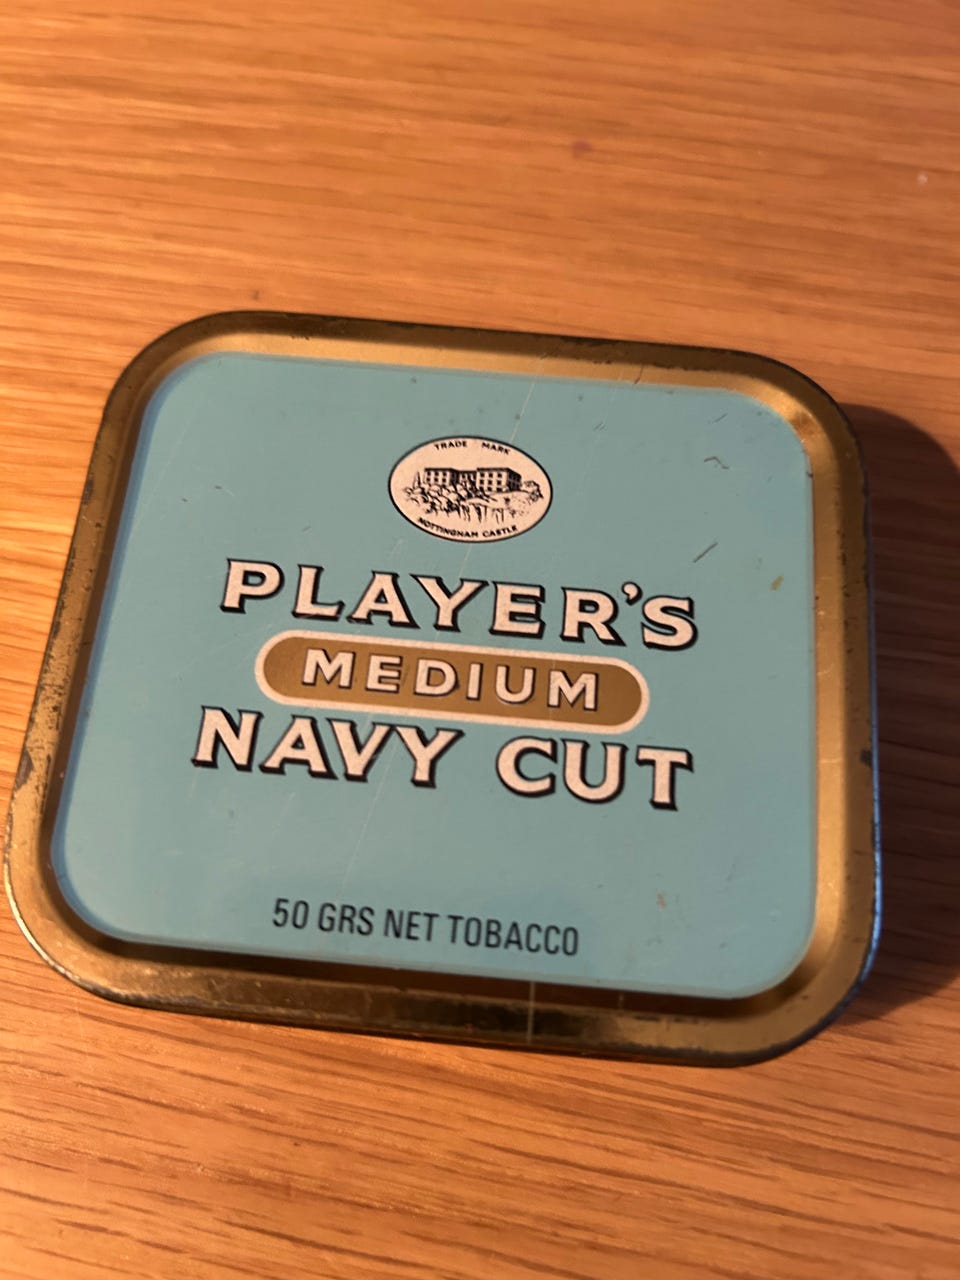 TRADE MARK
NOTTINGHAM CASTLE
PLAYER'S
MEDIUM
NAVY CUT
50 GRS NET TOBACCO